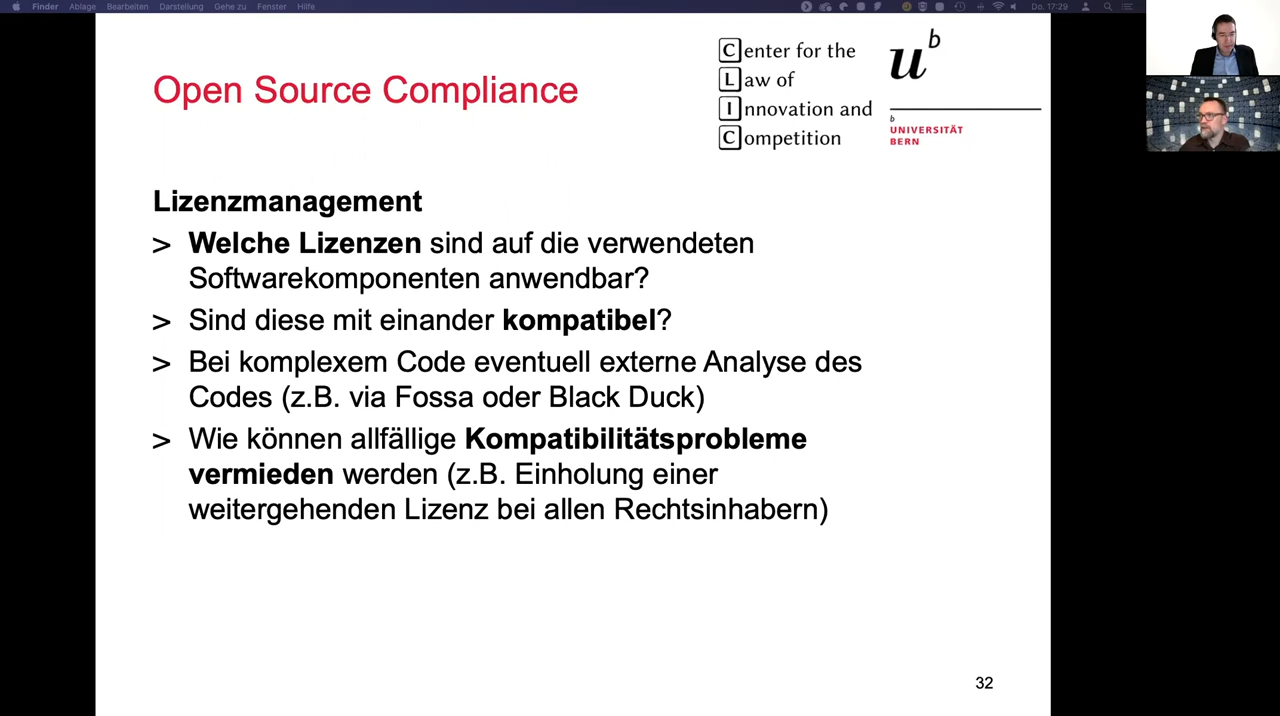 Finder Ablage Bearbeiten Darstellung Gehe zu Fenster Hilfe
Do. 17:29
Open Source Compliance
Center for the
Law of
Innovation and
Competition
u^b
b
UNIVERSITÄT
BERN
Lizenzmanagement
> Welche Lizenzen sind auf die verwendeten
Softwarekomponenten anwendbar?
> Sind diese mit einander kompatibel?
> Bei komplexem Code eventuell externe Analyse des
Codes (z.B. via Fossa oder Black Duck)
> Wie können allfällige Kompatibilitätsprobleme
vermieden werden (z.B. Einholung einer
weitergehenden Lizenz bei allen Rechtsinhabern)
32